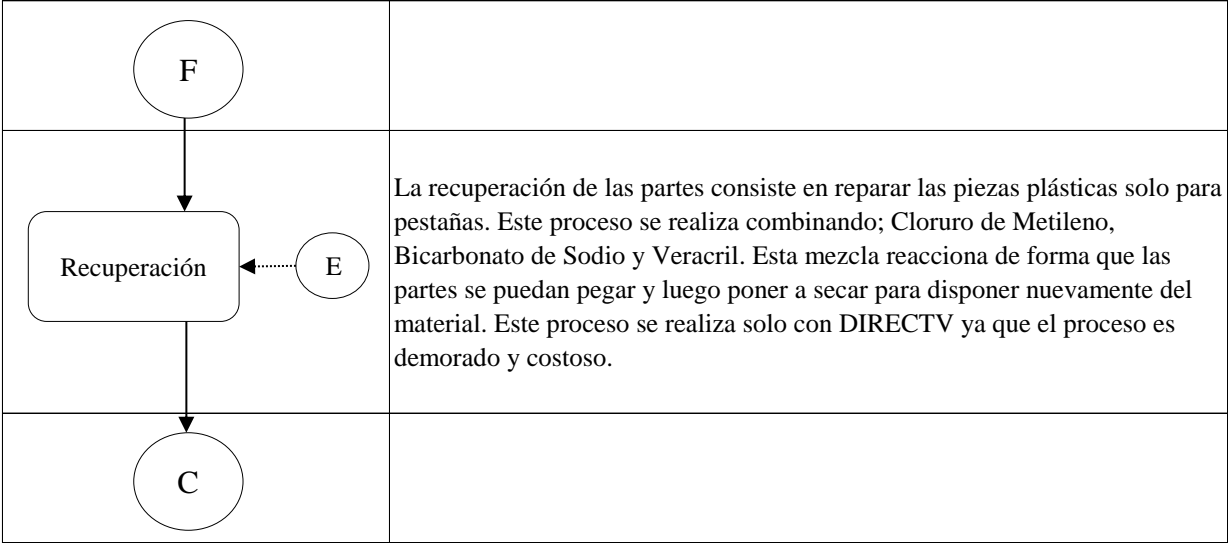 F
La recuperación de las partes consiste en reparar las piezas plásticas solo para
pestañas. Este proceso se realiza combinando; Cloruro de Metileno,
Bicarbonato de Sodio y Veracril. Esta mezcla reacciona de forma que las
partes se puedan pegar y luego poner a secar para disponer nuevamente del
material. Este proceso se realiza solo con DIRECTV ya que el proceso es
demorado y costoso.
Recuperación
E
C